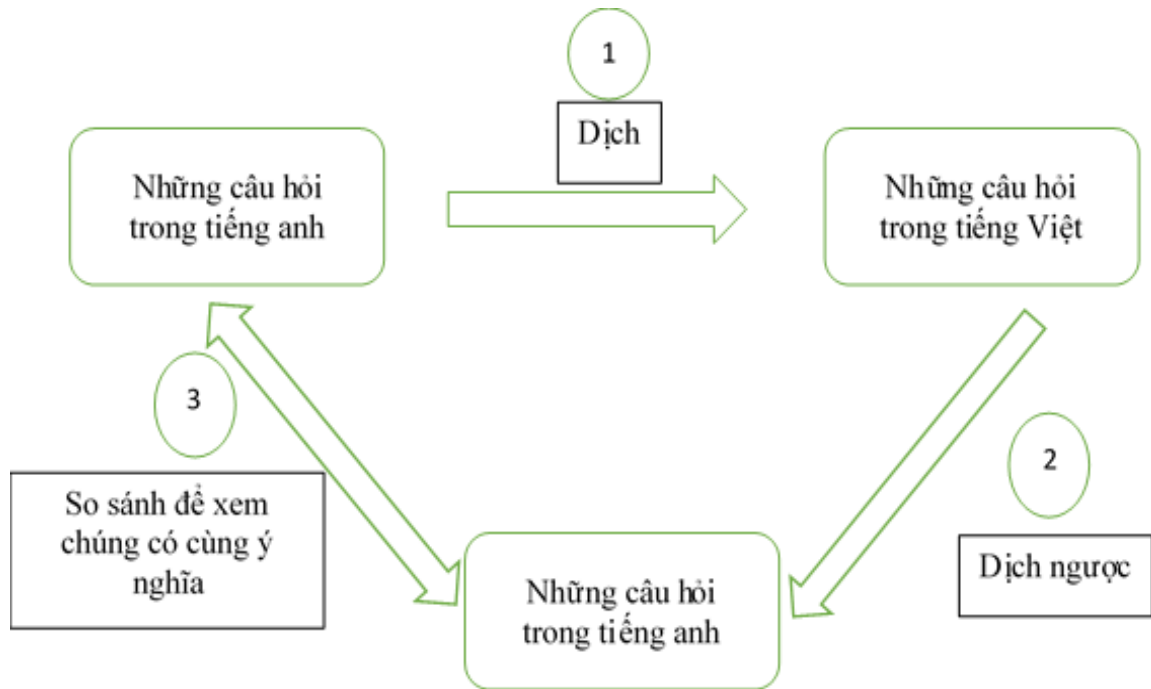 1
Dịch
Những câu hỏi
trong tiếng anh
Những câu hỏi
trong tiếng Việt
3
So sánh để xem
chúng có cùng ý
nghĩa
2
Dịch ngược
Những câu hỏi
trong tiếng anh